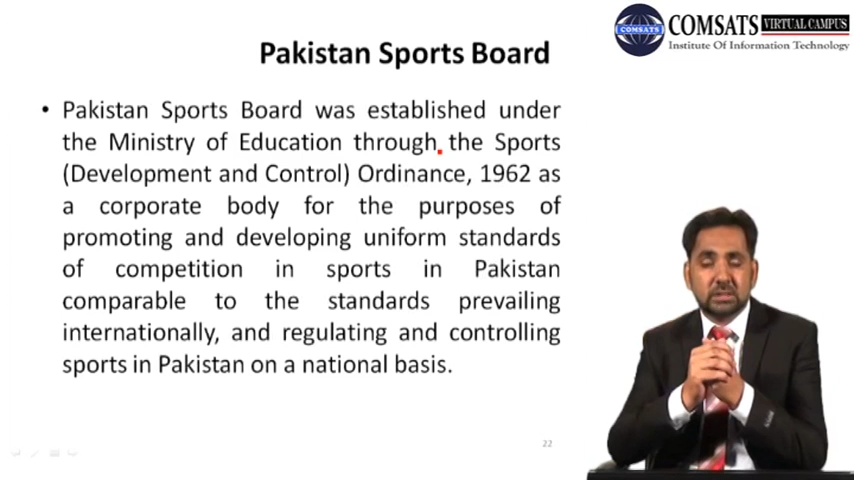 COMSATS VIRTUAL CAMPUS
COMSATS
Institute Of Information Technology
Pakistan Sports Board
• Pakistan Sports Board was established under
the Ministry of Education through the Sports
(Development and Control) Ordinance, 1962 as
a corporate body for the purposes of
promoting and developing uniform standards
of competition in sports in Pakistan
comparable to the standards prevailing
internationally, and regulating and controlling
sports in Pakistan on a national basis.
22